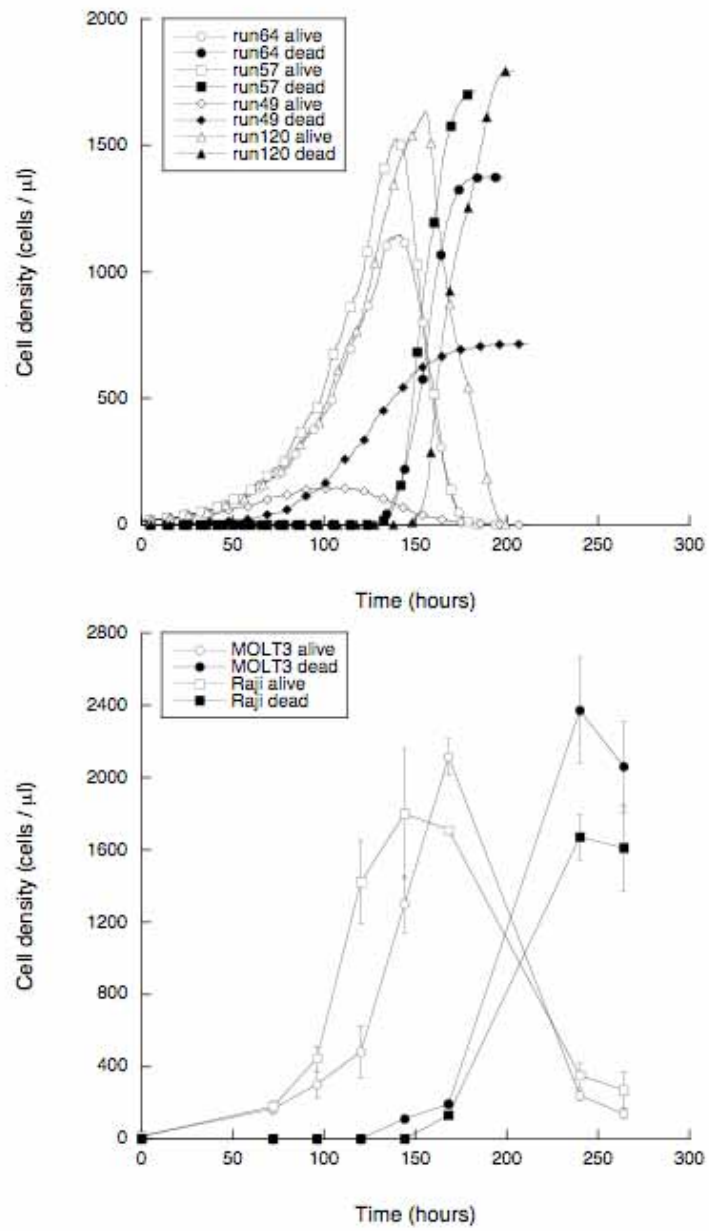 2000
run64 alive
run64 dead
run57 alive
run57 dead
run49 alive
run49 dead
run120 alive
run120 dead
1500
1000
500
0
Cell density (cells / µl)
0 50 100 150 200 250 300
Time (hours)
2800
MOLT3 alive
MOLT3 dead
Raji alive
Raji dead
2400
2000
1600
1200
800
400
0
Cell density (cells / µl)
0 50 100 150 200 250 300
Time (hours)